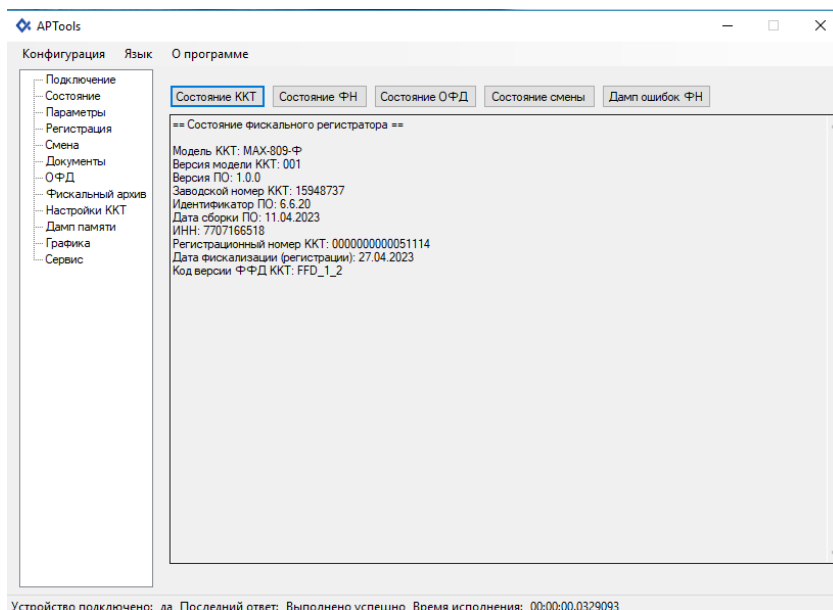 APTools
Конфигурация Язык О программе
Подключение
Состояние
Параметры
Регистрация
Смена
Документы
ОФД
Фискальный архив
Настройки ККТ
Дамп памяти
Графика
Сервис
Состояние ККТ Состояние ФН Состояние ОФД Состояние смены Дамп ошибок ФН
== Состояние фискального регистратора ==
Модель ККТ: МАХ-809-Ф
Версия модели ККТ: 001
Версия ПО: 1.0.0
Заводской номер ККТ: 15948737
Идентификатор ПО: 6.6.20
Дата сборки ПО: 11.04.2023
ИНН: 7707166518
Регистрационный номер ККТ: 0000000000051114
Дата фискализации (регистрации): 27.04.2023
Код версии ФФД ККТ: FFD_1_2
Устройство подключено: да Последний ответ: Выполнено успешно Время исполнения: 00:00:00.0329093